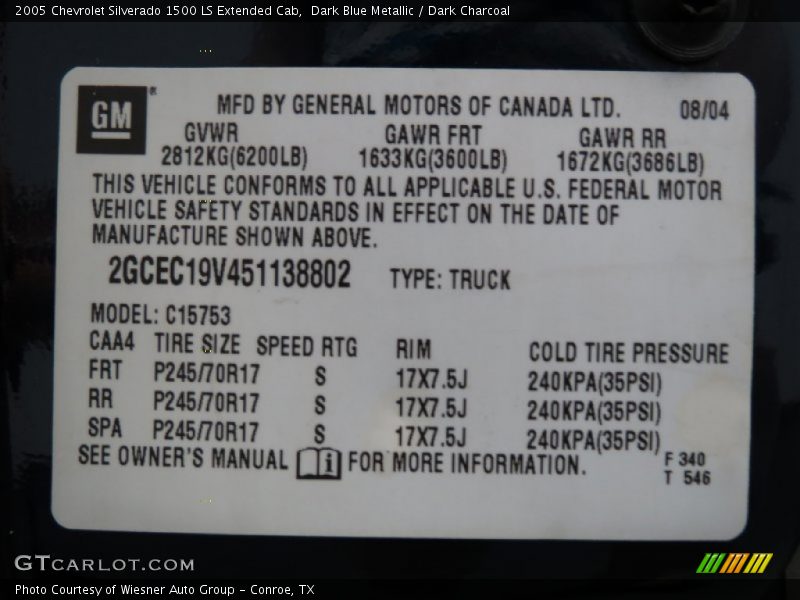 2005 Chevrolet Silverado 1500 LS Extended Cab,  Dark Blue Metallic / Dark Charcoal
GM®
MFD BY GENERAL MOTORS OF CANADA LTD. 08/04
GVWR GAWR FRT GAWR RR
2812KG(6200LB) 1633KG(3600LB) 1672KG(3686LB)
THIS VEHICLE CONFORMS TO ALL APPLICABLE U.S. FEDERAL MOTOR
VEHICLE SAFETY STANDARDS IN EFFECT ON THE DATE OF
MANUFACTURE SHOWN ABOVE.
2GCEC19V451138802 TYPE: TRUCK
MODEL: C15753
CAA4 TIRE SIZE SPEED RTG RIM COLD TIRE PRESSURE
FRT P245/70R17 S 17X7.5J 240KPA(35PSI)
RR P245/70R17 S 17X7.5J 240KPA(35PSI)
SPA P245/70R17 S 17X7.5J 240KPA(35PSI)
SEE OWNER'S MANUAL i FOR MORE INFORMATION. F 340
T 546
GTCARLOT.COM
Photo Courtesy of Wiesner Auto Group - Conroe, TX